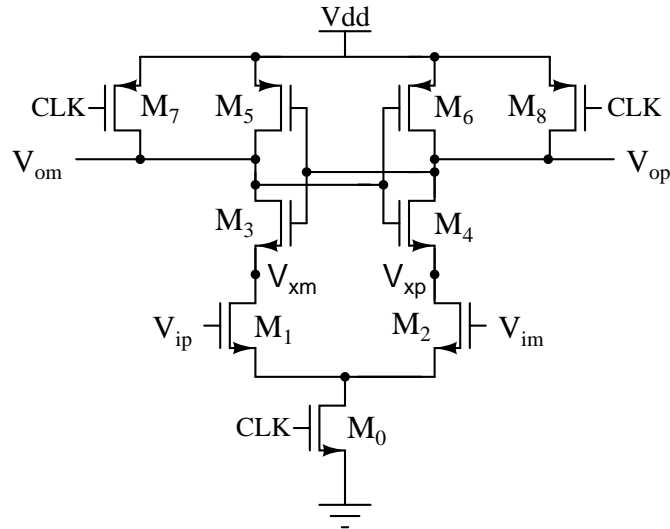 Vdd
CLK M7 M5 M6 M8 CLK
Vom Vop
M3 M4
Vxm Vxp
Vip M1 M2 Vim
CLK M0